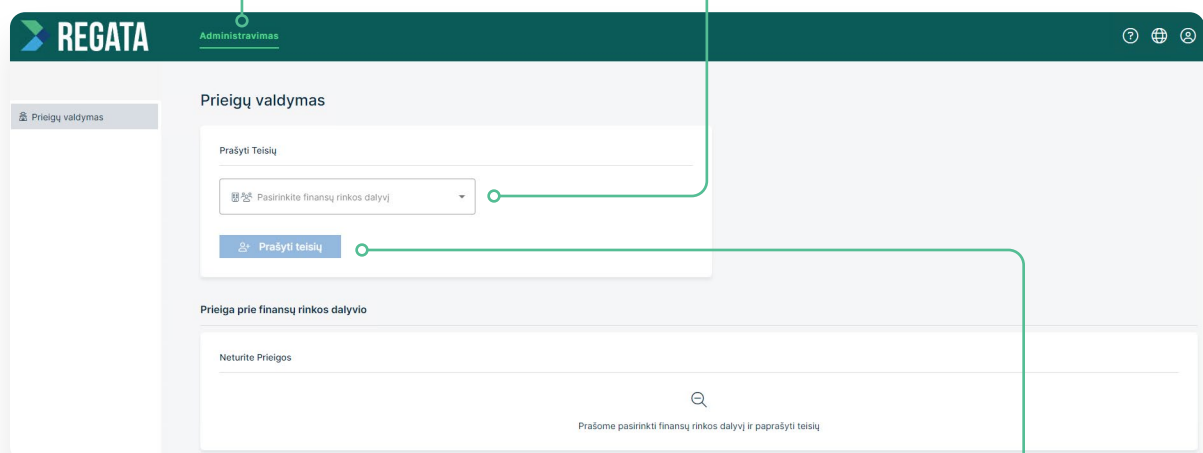 REGATA
Administravimas
Prieigų valdymas
Prieigų valdymas
Prašyti Teisių
Pasirinkite finansų rinkos dalyvį
Prašyti teisių
Prieiga prie finansų rinkos dalyvio
Neturite Prieigos
Prašome pasirinkti finansų rinkos dalyvį ir paprašyti teisių